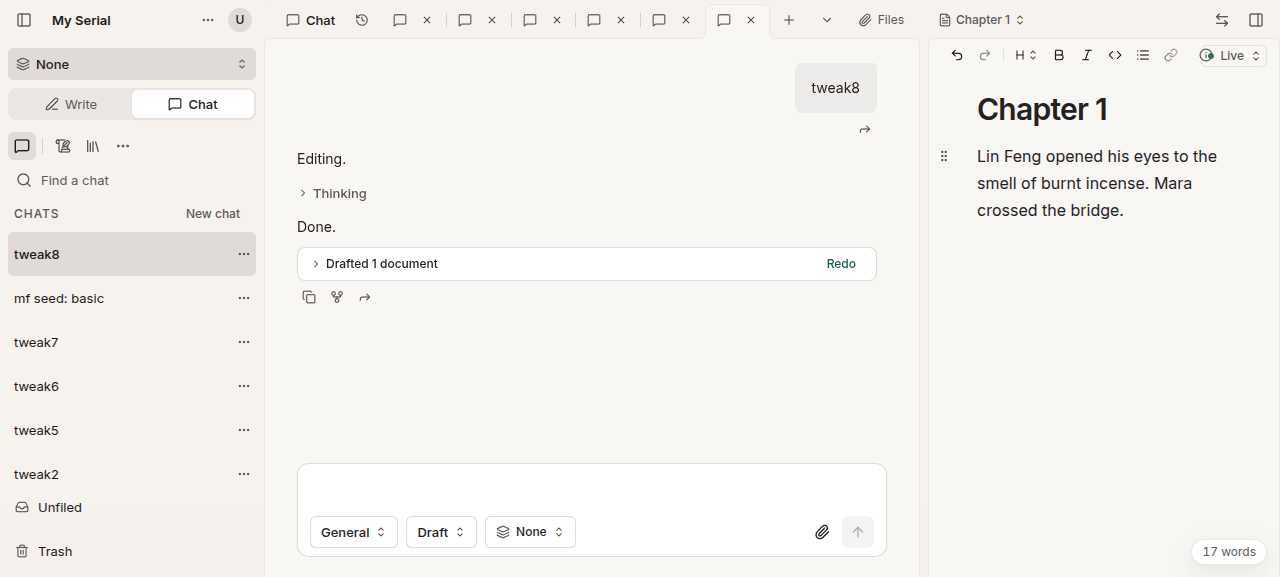 My Serial
U
Chat
Files
Chapter 1
None
Write
Chat
Find a chat
CHATS
New chat
tweak8
mf seed: basic
tweak7
tweak6
tweak5
tweak2
Unfiled
Trash
tweak8
Editing.
Thinking
Done.
Drafted 1 document
Redo
General
Draft
None
H
B
I
Live
Chapter 1
Lin Feng opened his eyes to the
smell of burnt incense. Mara
crossed the bridge.
17 words